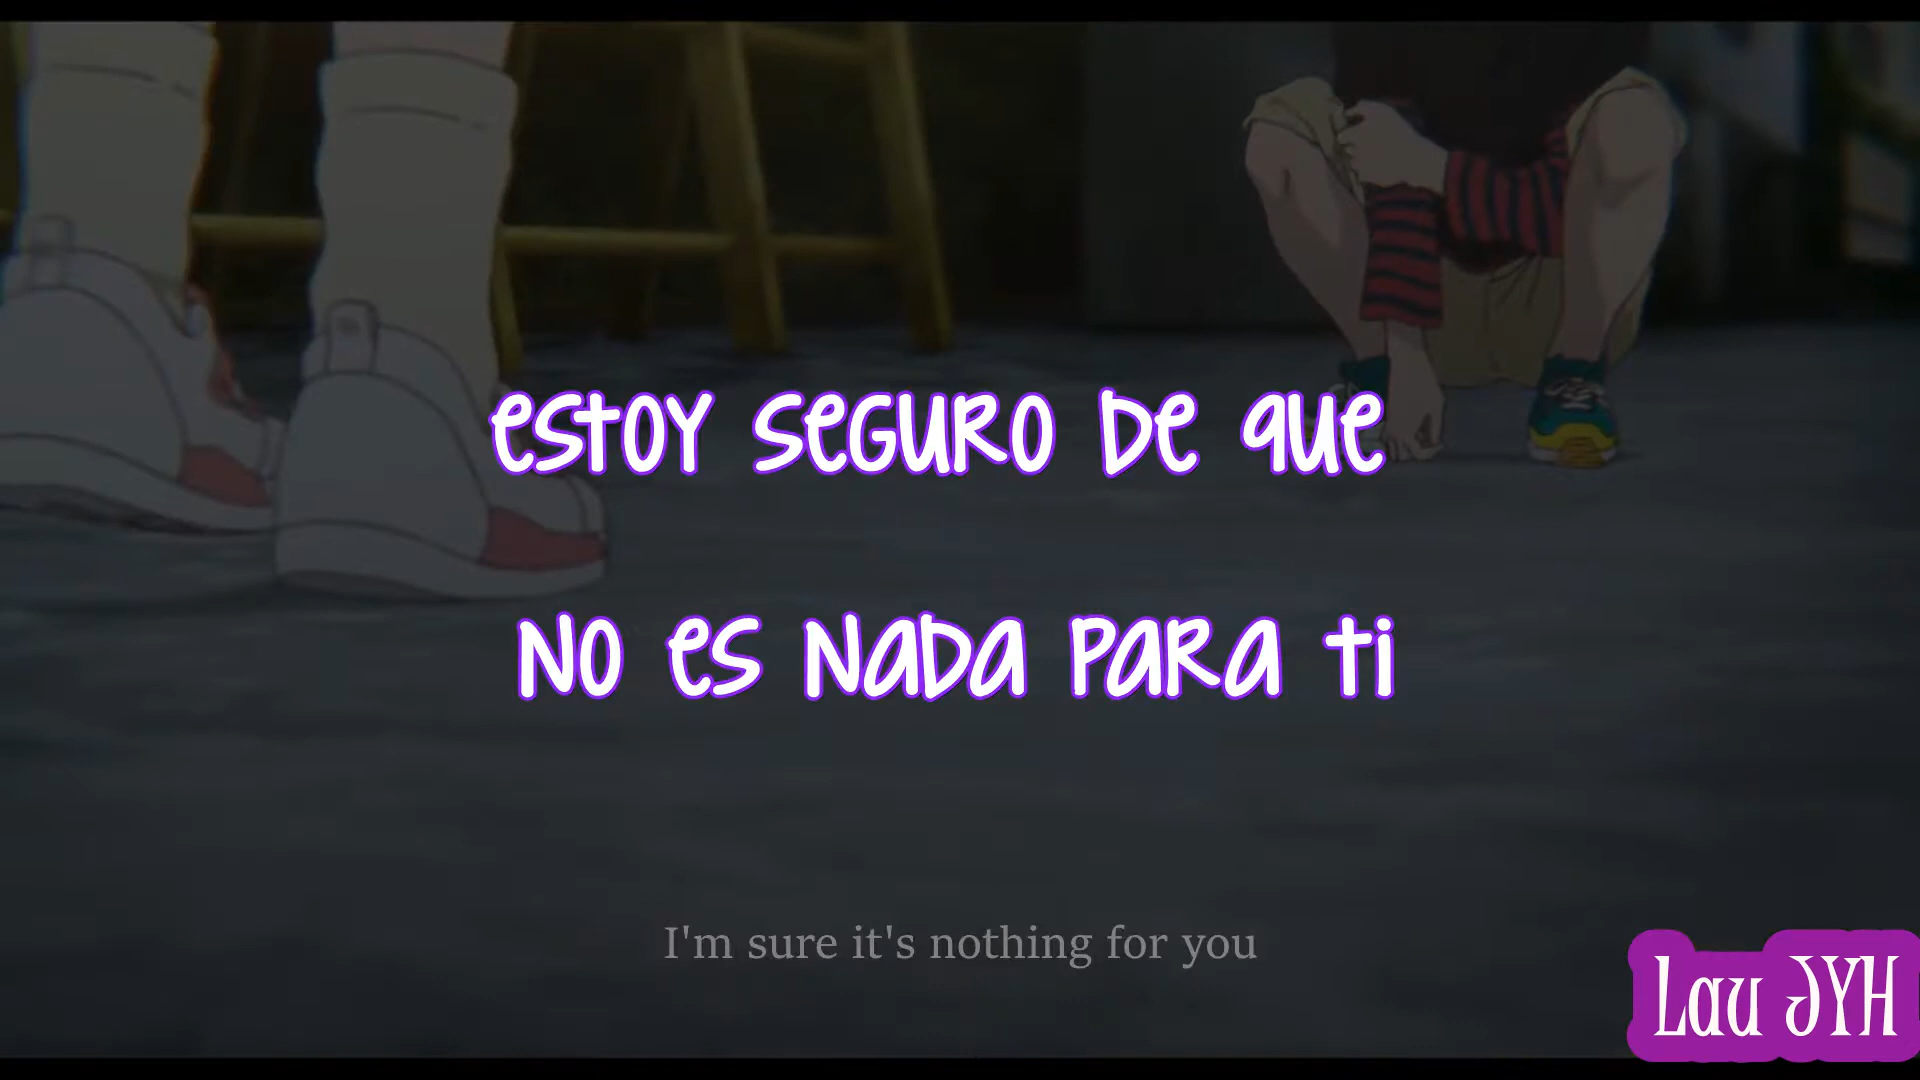 estoy seguro de que
no es nada para ti
I'm sure it's nothing for you
Lau JYH